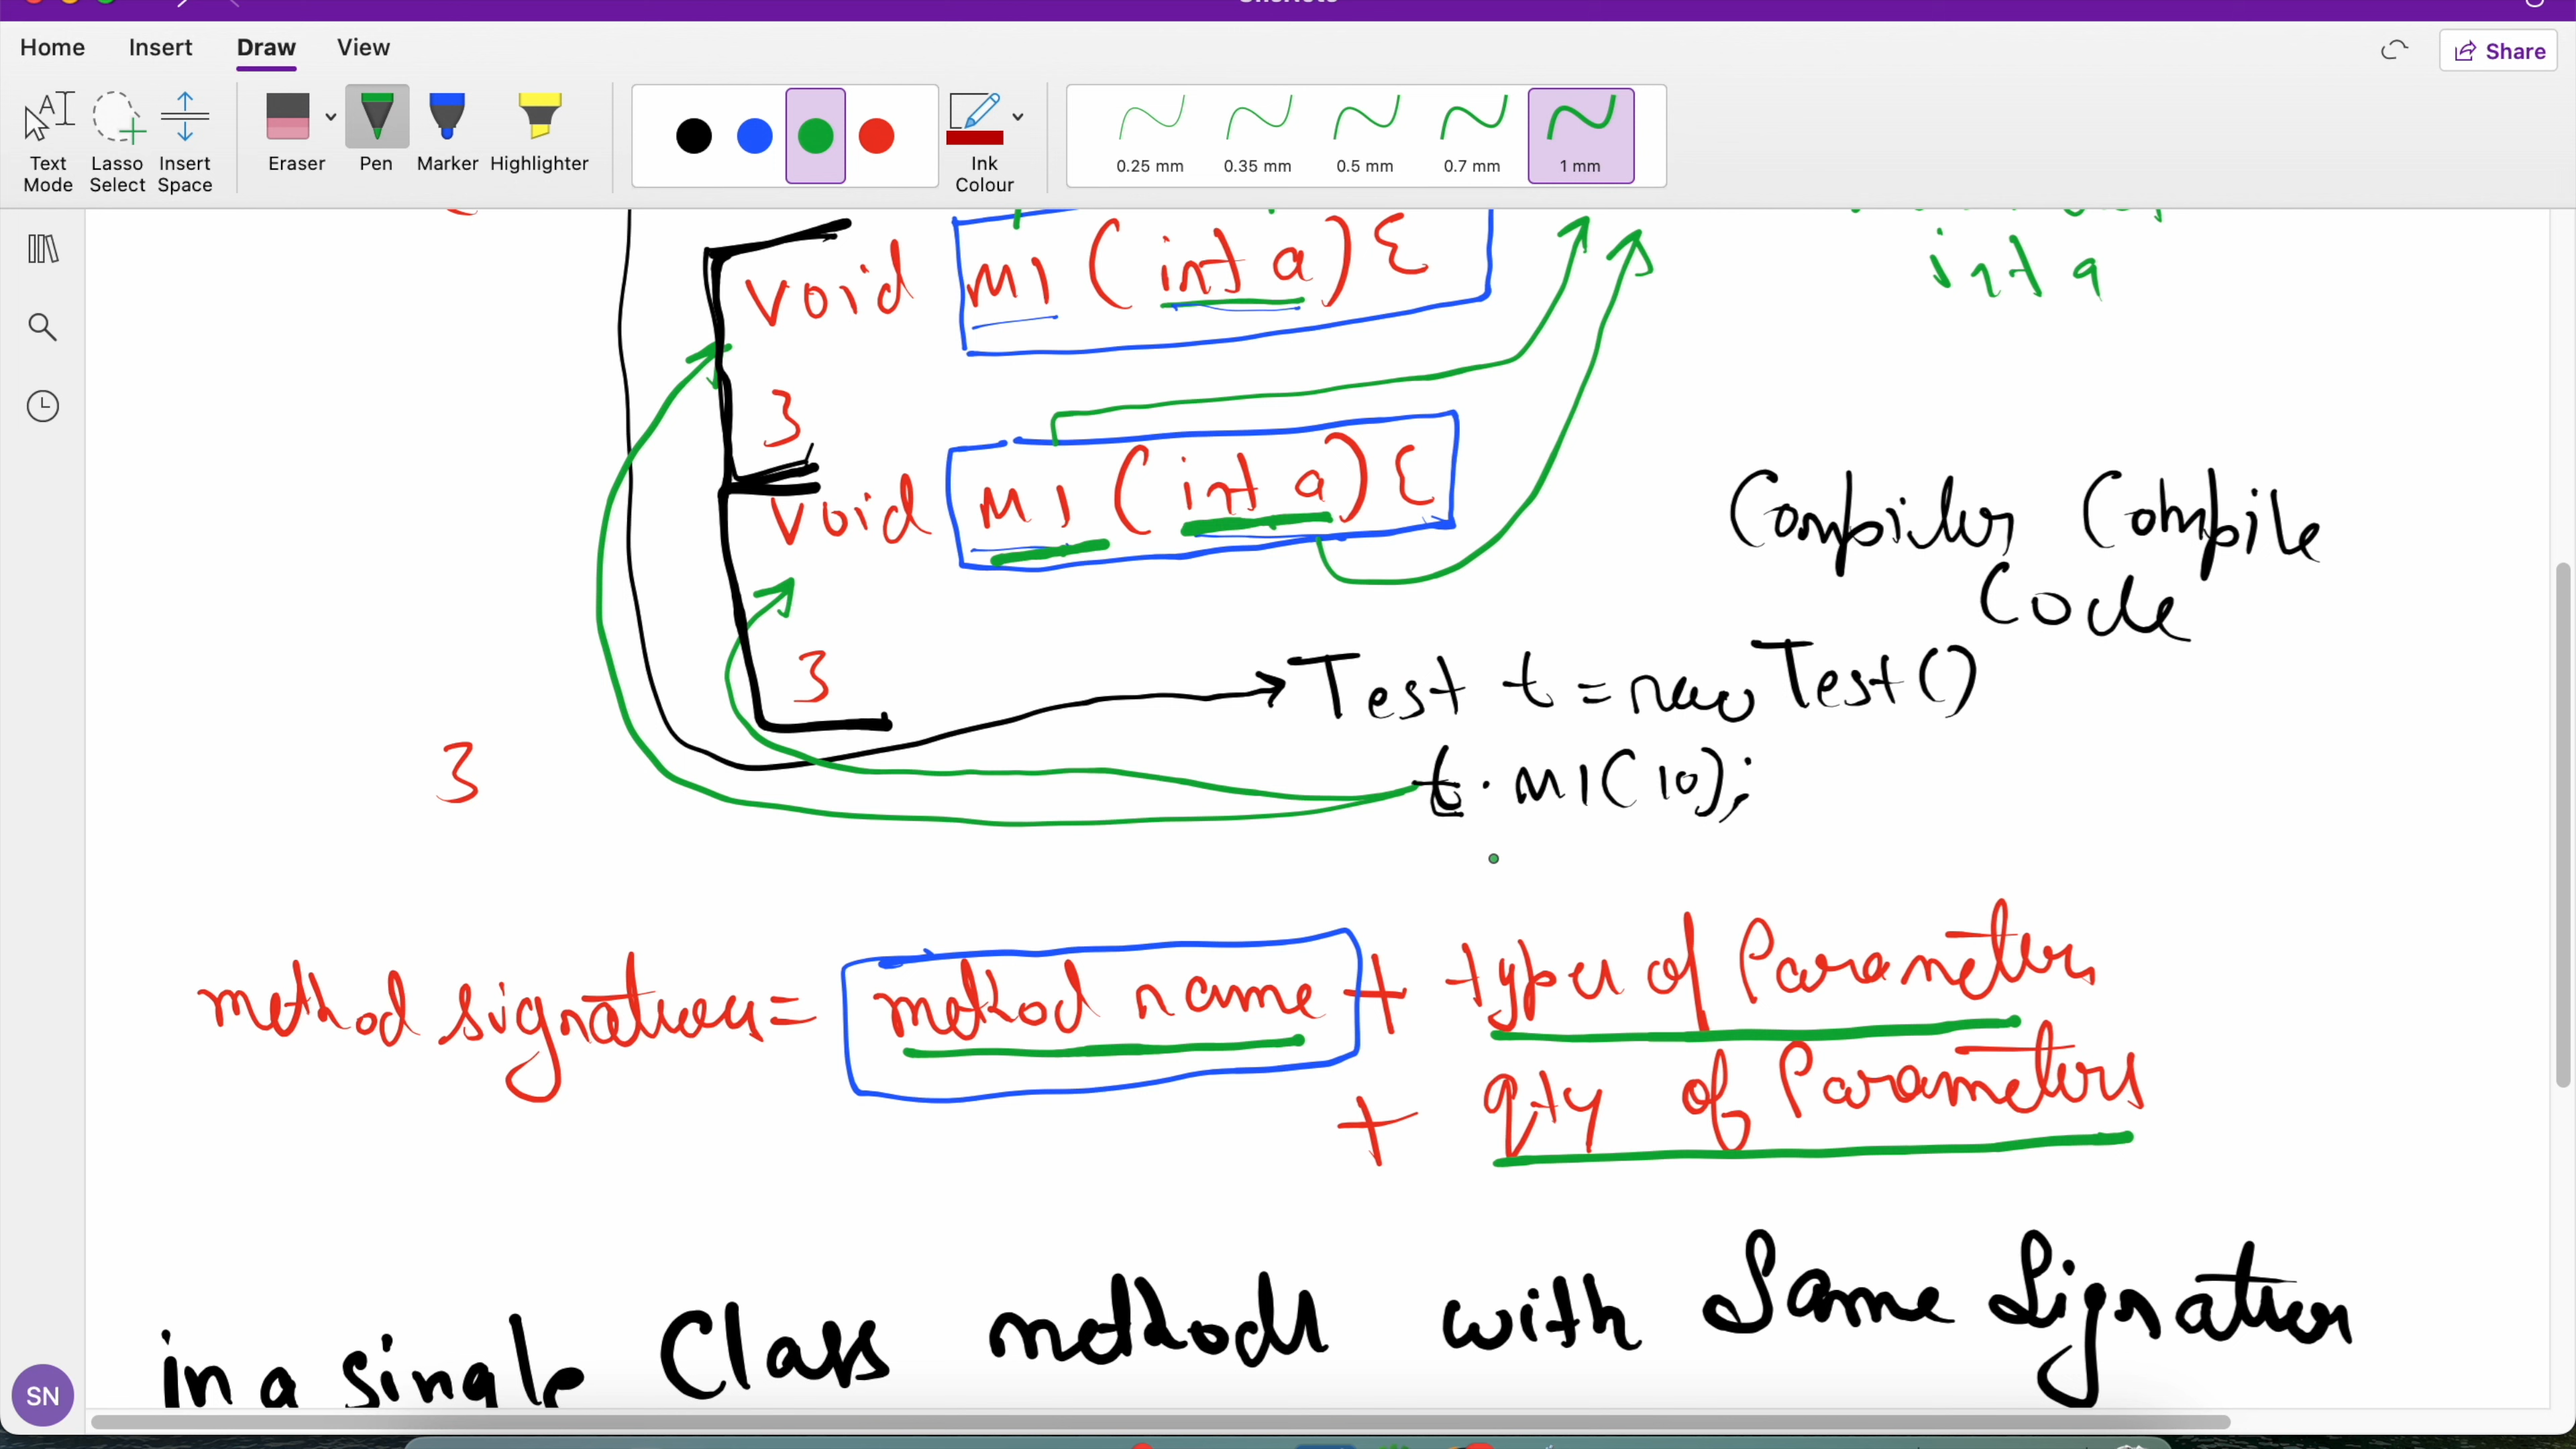 Home Insert Draw View
Share
Text Mode
Lasso Select
Insert Space
Eraser
Pen
Marker
Highlighter
Ink Colour
0.25 mm
0.35 mm
0.5 mm
0.7 mm
1 mm
void m1 ( int a ) {
int a
}
void m1 ( int a ) {
Compiler Compile
Code
}
Test t = new Test ()
}
t . m1 ( 10 );
method signature = method name + types of Parameters
+ qty of Parameters
in a single Class methods with Same Signature
SN